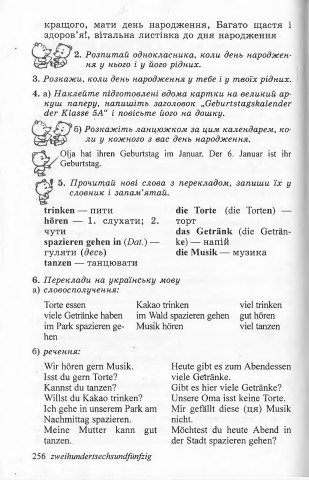 кращого, мати день народження, Багато щастя і
здоров'я!, вітальна листівка до дня народження
2. Розпитай однокласника, коли день народжен-
ня у нього і у його рідних.
3. Розкажи, коли день народження у тебе і у твоїх рідних.
4. а) Наклейте підготовлені вдома картки на великий ар-
куш паперу, напишіть заголовок „Geburtstagskalender
der Klasse 5A“ і повісьте його на дошку.
б) Розкажіть ланцюжком за цим календарем, ко-
ли у кожного з вас день народження.
Olja hat ihren Geburtstag im Januar. Der 6. Januar ist ihr
Geburtstag.
5. Прочитай нові слова з перекладом, запиши їх у
словник і запам'ятай.
trinken — пити
hören — 1. слухати; 2.
чути
spazieren gehen in (Dat.) —
гуляти (десь)
tanzen — танцювати
die Torte (die Torten) —
торт
das Getränk (die Geträn-
ke) — напій
die Musik — музика
6. Переклади на українську мову
а) словосполучення:
Torte essen
viele Getränke haben
im Park spazieren ge-
hen
Kakao trinken
im Wald spazieren gehen
Musik hören
viel trinken
gut hören
viel tanzen
б) речення:
Wir hören gern Musik.
Isst du gern Torte?
Kannst du tanzen?
Willst du Kakao trinken?
Ich gehe in unserem Park am
Nachmittag spazieren.
Meine Mutter kann gut
tanzen.
Heute gibt es zum Abendessen
viele Getränke.
Gibt es hier viele Getränke?
Unsere Oma isst keine Torte.
Mir gefällt diese (ця) Musik
nicht.
Möchtest du heute Abend in
der Stadt spazieren gehen?
256 zweihundertsechsundfünfzig